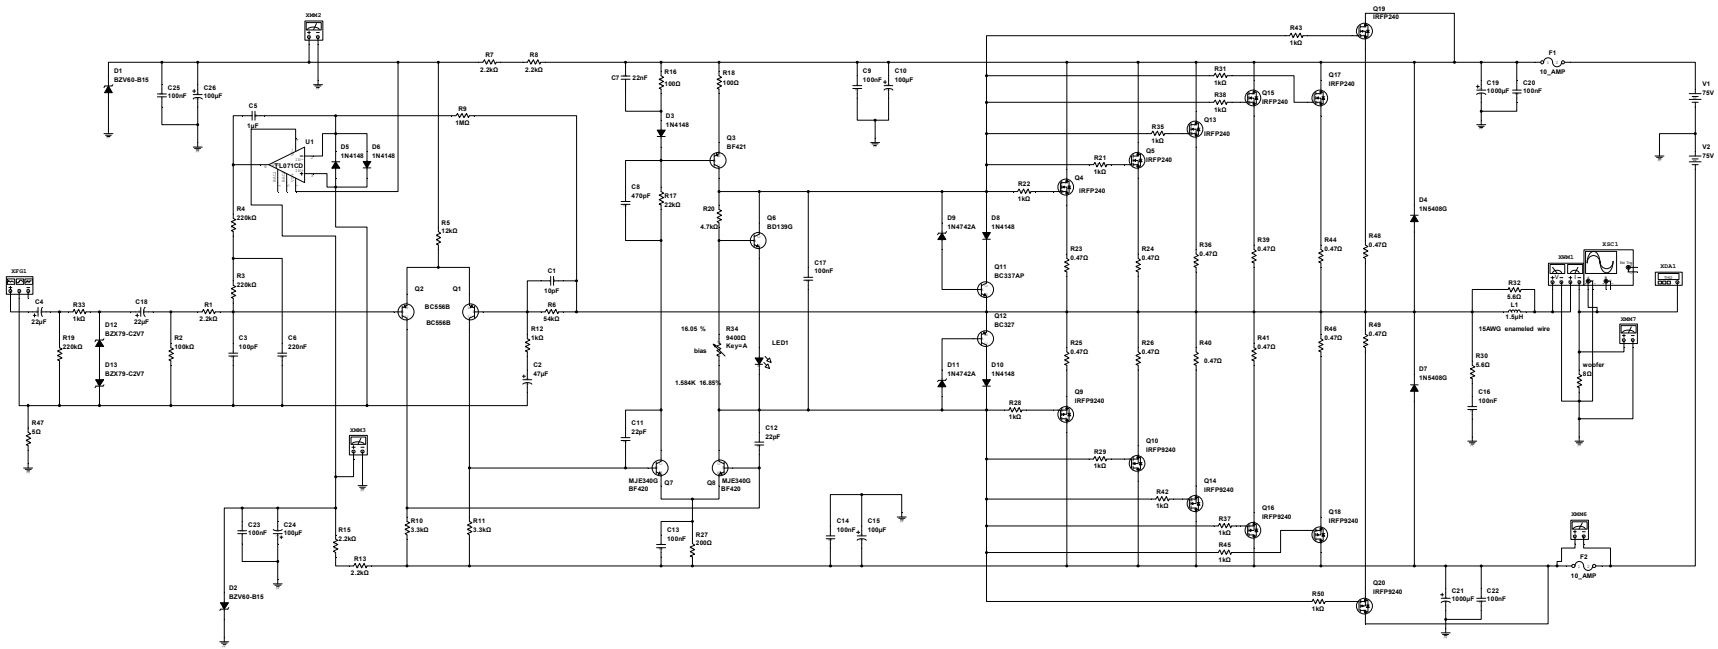 XMM2
Q19
IRFP240
R43
1kΩ
R7
2.2kΩ
R8
2.2kΩ
F1
10_AMP
D1
BZV60-B15
C25
100nF
C26
100µF
C7
22nF
R16
100Ω
R18
100Ω
C9
100nF
C10
100µF
R31
1kΩ
Q17
IRFP240
R38
1kΩ
Q15
IRFP240
C19
1000µF
C20
100nF
V1
75V
C5
1µF
R9
1MΩ
D3
1N4148
Q13
IRFP240
R35
1kΩ
U1
TL071CD
D5
1N4148
D6
1N4148
Q3
BF421
Q5
IRFP240
R21
1kΩ
V2
75V
C8
470pF
R17
22kΩ
R22
1kΩ
Q4
IRFP240
R4
220kΩ
R5
12kΩ
R20
4.7kΩ
Q6
BD139G
D9
1N4742A
D8
1N4148
D4
1N5408G
R23
0.47Ω
R24
0.47Ω
R36
0.47Ω
R39
0.47Ω
R44
0.47Ω
R48
0.47Ω
XFG1
R3
220kΩ
C1
10pF
C17
100nF
Q11
BC337AP
XWM1
XSC1
XDA1
C4
22µF
R33
1kΩ
C18
22µF
R1
2.2kΩ
Q2
Q1
BC556B
BC556B
R6
54kΩ
R32
5.6Ω
L1
1.5µH
15AWG enameled wire
XMM7
D12
BZX79-C2V7
R19
220kΩ
R2
100kΩ
C3
100pF
C6
220nF
R12
1kΩ
16.05 %
R34
9400Ω
Key=A
bias
LED1
Q12
BC327
R25
0.47Ω
R26
0.47Ω
R40
0.47Ω
R41
0.47Ω
R46
0.47Ω
R49
0.47Ω
D13
BZX79-C2V7
C2
47µF
1.584K 16.85%
D11
1N4742A
D10
1N4148
D7
1N5408G
R30
5.6Ω
woofer
8Ω
Q9
IRFP9240
R28
1kΩ
C16
100nF
R47
5Ω
XMM3
C11
22pF
C12
22pF
Q10
IRFP9240
R29
1kΩ
MJE340G
BF420
Q7
Q8
MJE340G
BF420
Q14
IRFP9240
R42
1kΩ
C23
100nF
C24
100µF
R15
2.2kΩ
R10
3.3kΩ
R11
3.3kΩ
C13
100nF
R27
200Ω
C14
100nF
C15
100µF
R37
1kΩ
Q16
IRFP9240
Q18
IRFP9240
R45
1kΩ
XMM6
R13
2.2kΩ
F2
10_AMP
D2
BZV60-B15
Q20
IRFP9240
R50
1kΩ
C21
1000µF
C22
100nF